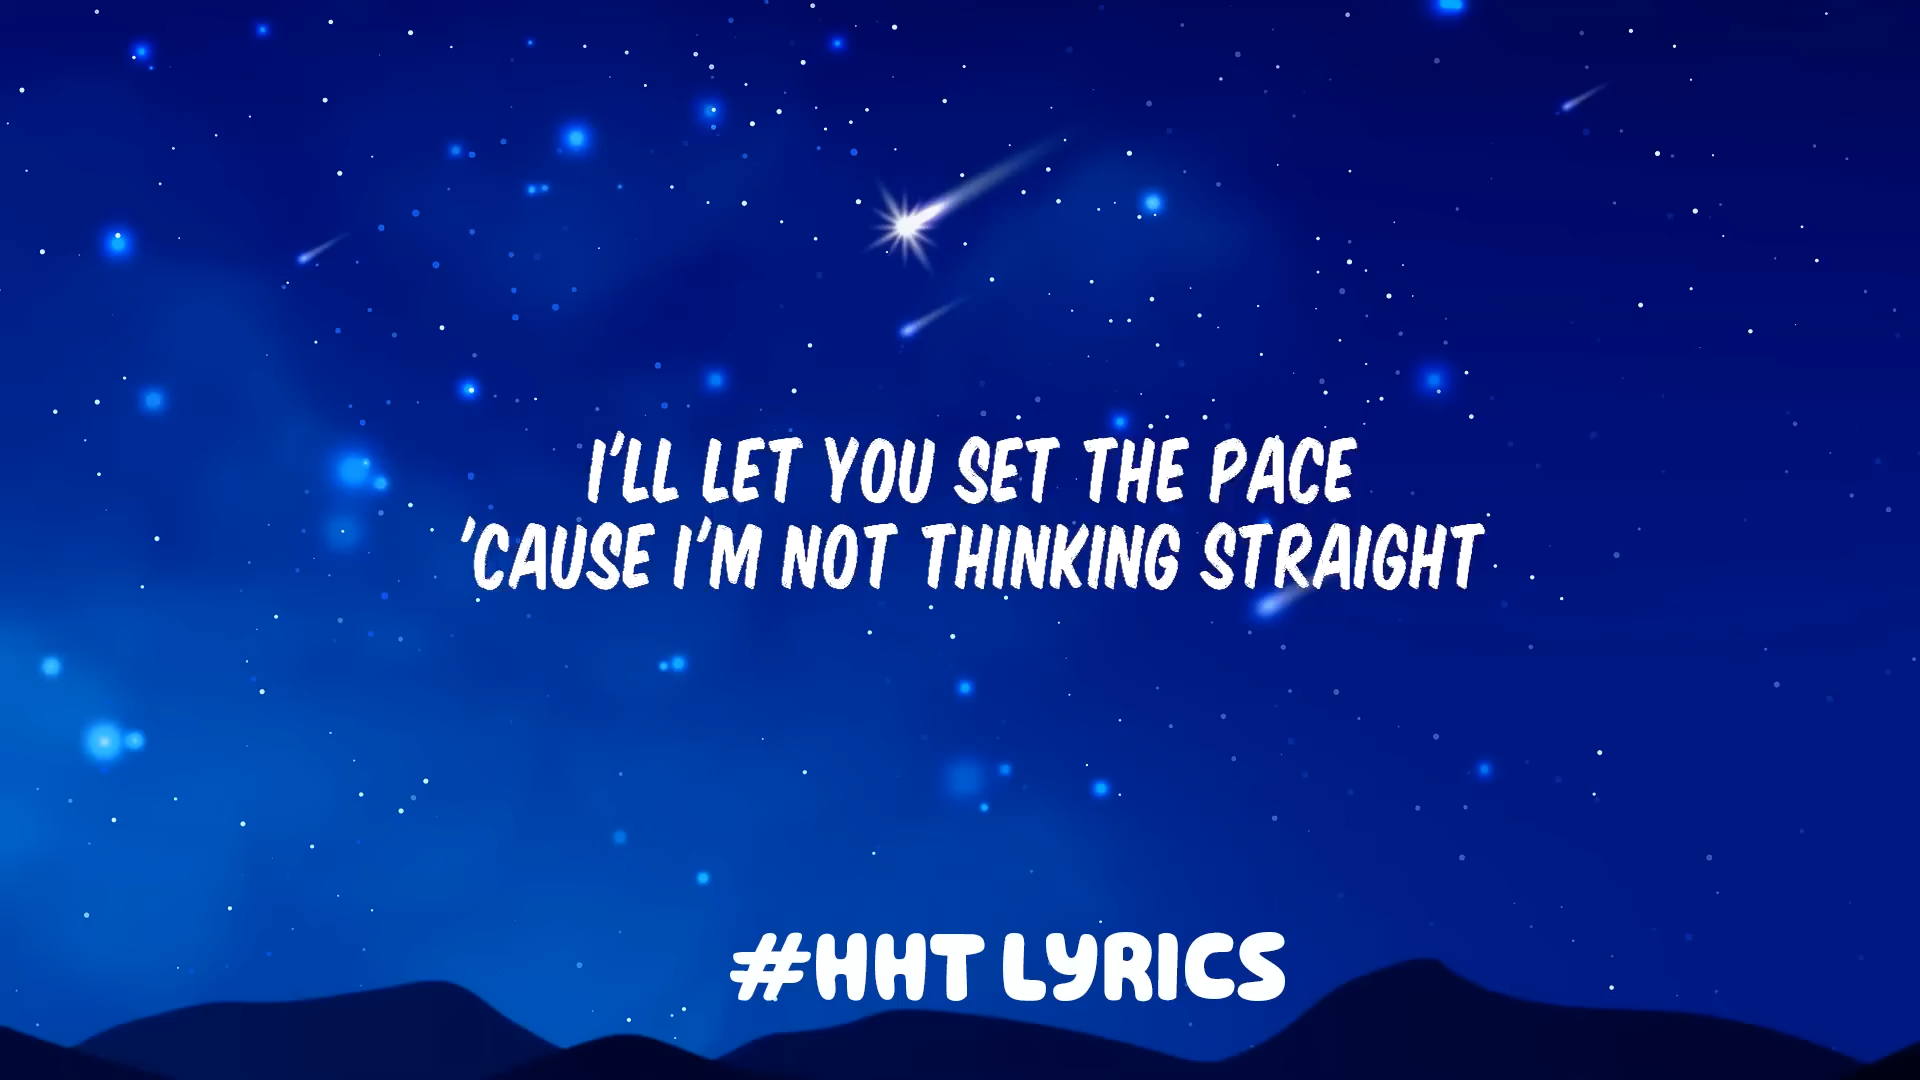 I'LL LET YOU SET THE PACE
'CAUSE I'M NOT THINKING STRAIGHT
#HHT LYRICS